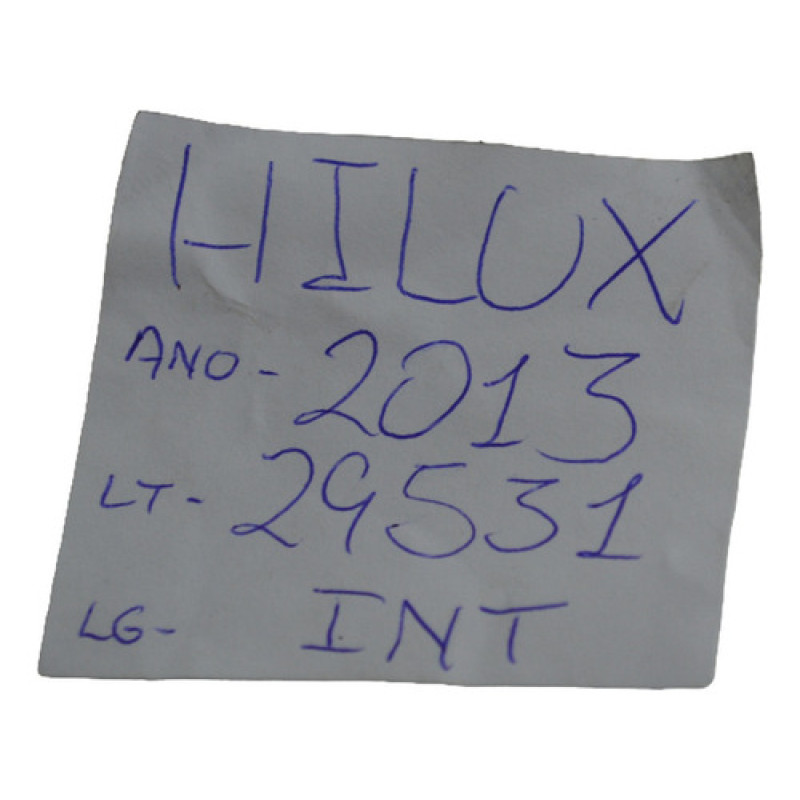 HILUX
ANO - 2013
LT - 29531
LG - INT